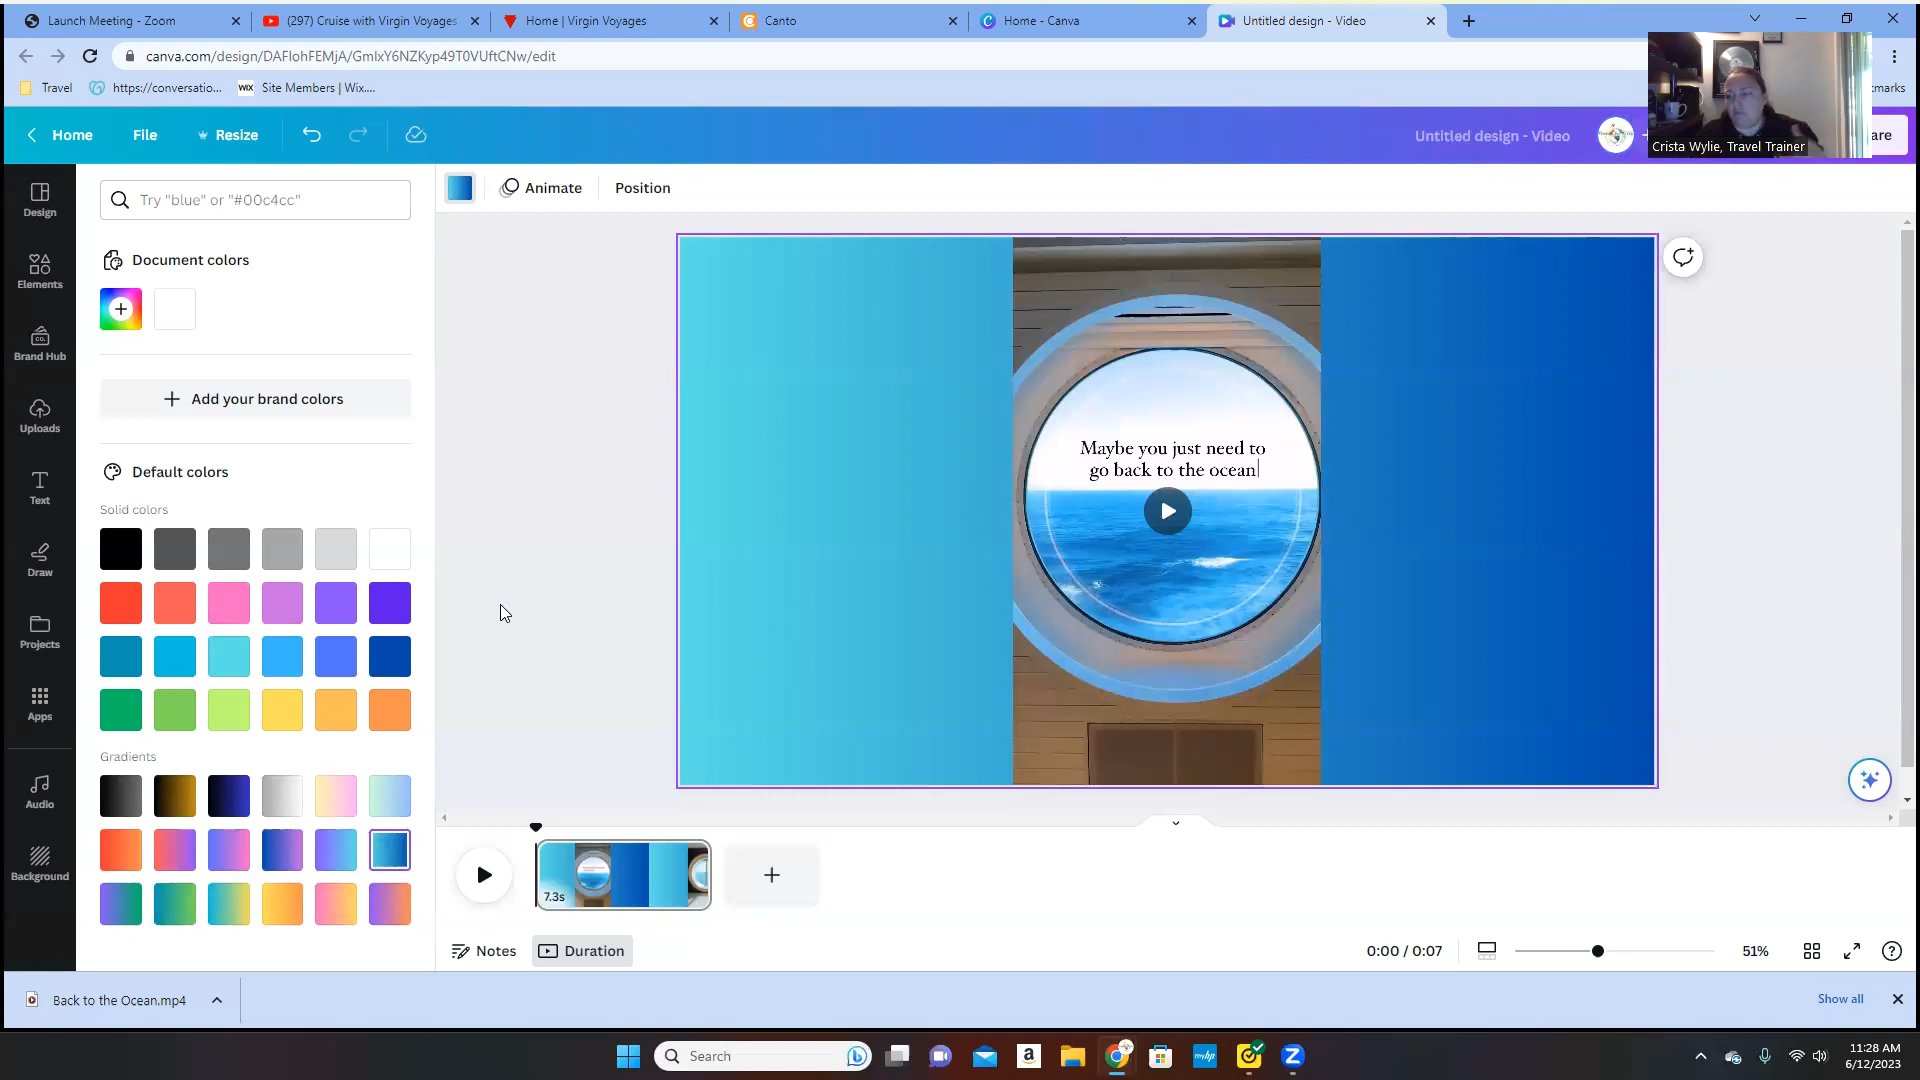 Launch Meeting - Zoom
(297) Cruise with Virgin Voyages
Home | Virgin Voyages
Canto
Home - Canva
Untitled design - Video
canva.com/design/DAFlohFEMjA/GmlxY6NZKyp49T0VUftCNw/edit
Travel
https://conversatio...
WIX
Site Members | Wix....
kmarks
Home
File
Resize
Untitled design - Video
are
Crista Wylie, Travel Trainer
Design
Elements
Brand Hub
Uploads
Text
Draw
Projects
Apps
Audio
Background
Try "blue" or "#00c4cc"
Document colors
Add your brand colors
Default colors
Solid colors
Gradients
Animate
Position
Maybe you just need to
go back to the ocean
7.3s
Notes
Duration
0:00 / 0:07
51%
Back to the Ocean.mp4
Show all
Search
11:28 AM
6/12/2023